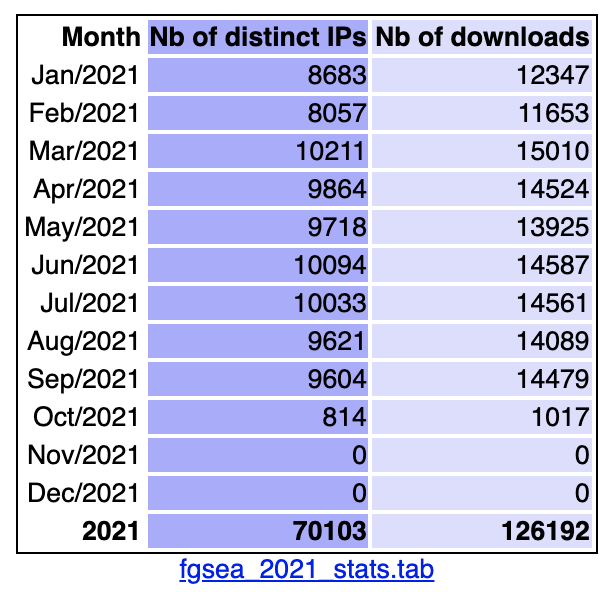 Month Nb of distinct IPs Nb of downloads
Jan/2021 8683 12347
Feb/2021 8057 11653
Mar/2021 10211 15010
Apr/2021 9864 14524
May/2021 9718 13925
Jun/2021 10094 14587
Jul/2021 10033 14561
Aug/2021 9621 14089
Sep/2021 9604 14479
Oct/2021 814 1017
Nov/2021 0 0
Dec/2021 0 0
2021 70103 126192
fgsea_2021_stats.tab